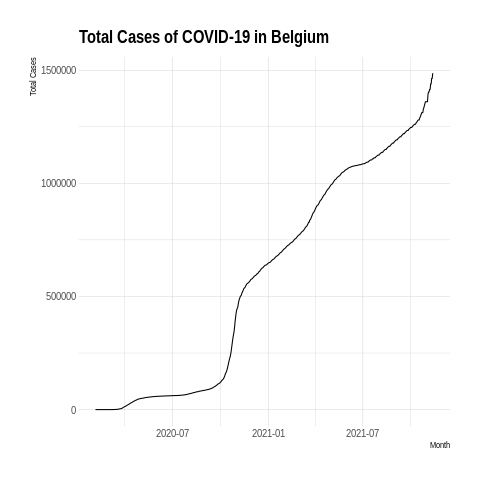 Total Cases of COVID-19 in Belgium
Total Cases
1500000
1000000
500000
0
2020-07 2021-01 2021-07
Month